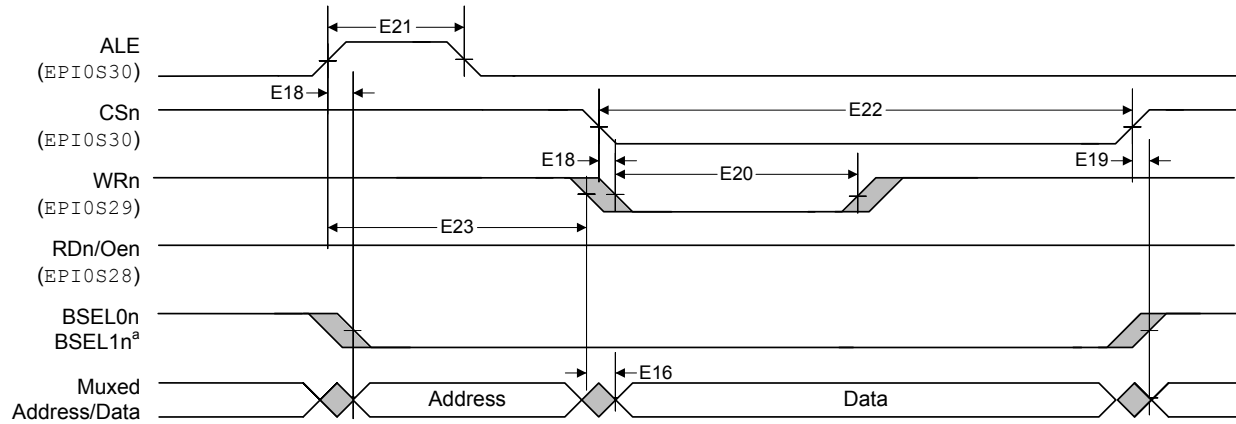 E21
ALE
(EPI0S30)
E18
CSn
(EPI0S30)
E22
E18
E19
E20
WRn
(EPI0S29)
E23
RDn/Oen
(EPI0S28)
BSEL0n
BSEL1nᵃ
E16
Muxed
Address/Data
Address
Data